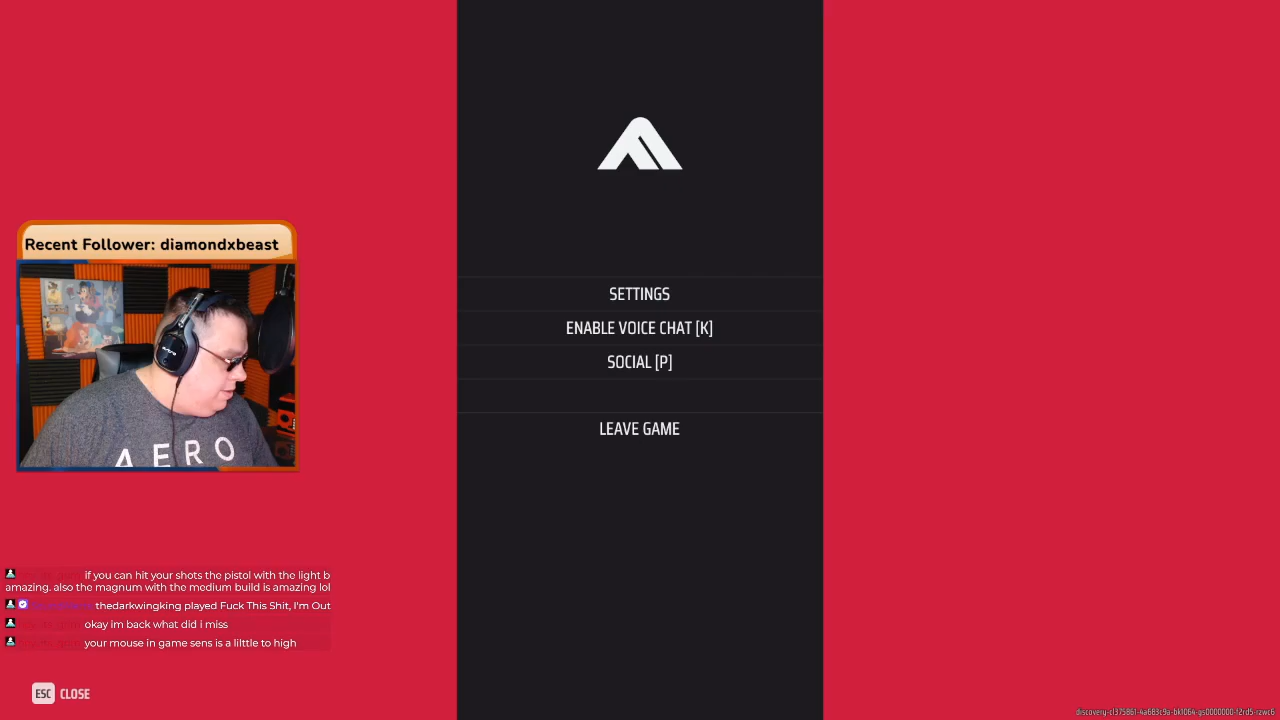 SETTINGS
ENABLE VOICE CHAT [K]
SOCIAL [P]
LEAVE GAME
Recent Follower: diamondxbeast
AERO
if you can hit your shots the pistol with the light b
amazing. also the magnum with the medium build is amazing lol
thedarkwingking played Fuck This Shit, I'm Out
okay im back what did i miss
your mouse in game sens is a lilttle to high
ESC CLOSE